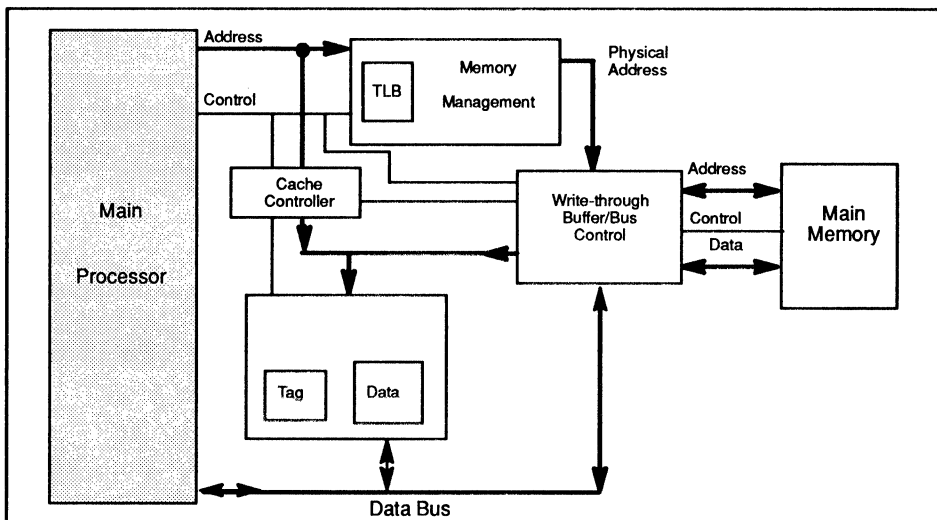 Address
Physical
Address
Memory
TLB
Management
Control
Address
Cache
Controller
Write-through
Buffer/Bus
Control
Control
Main
Memory
Data
Main
Processor
Tag
Data
Data Bus